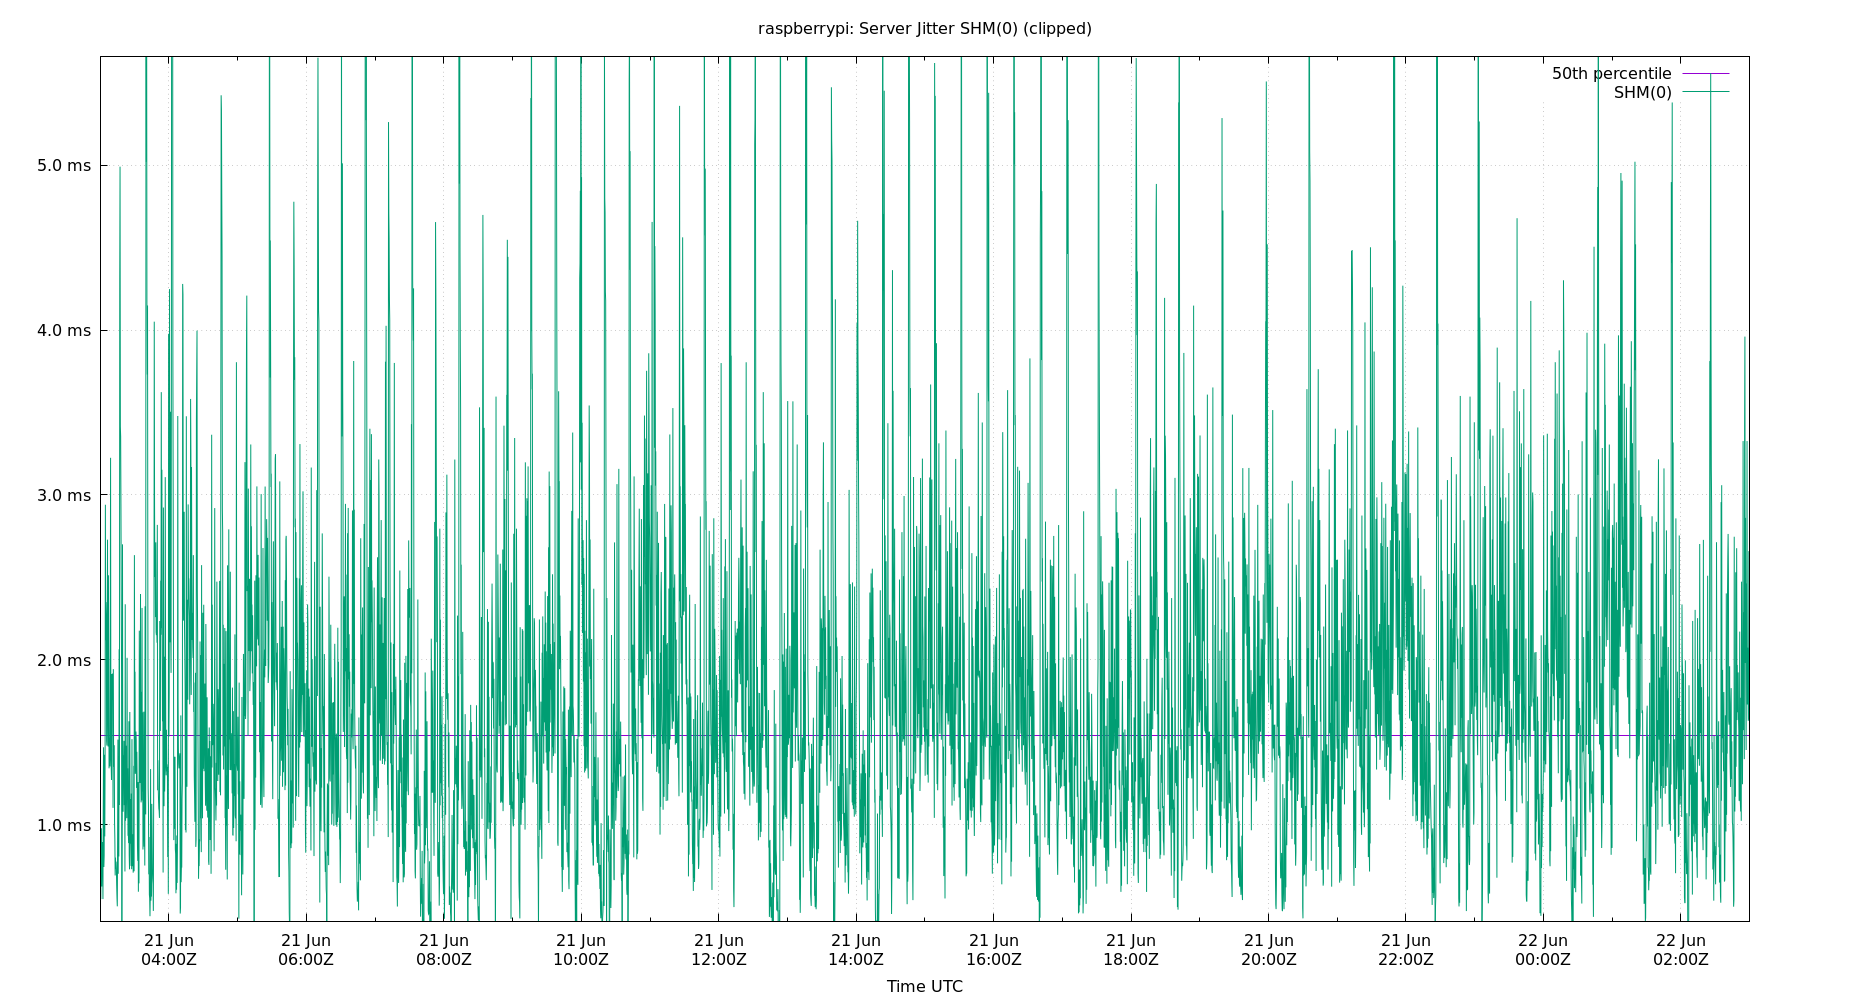 raspberrypi: Server Jitter SHM(0) (clipped)
50th percentile
SHM(0)
5.0 ms
4.0 ms
3.0 ms
2.0 ms
1.0 ms
21 Jun 21 Jun 21 Jun 21 Jun 21 Jun 21 Jun 21 Jun 21 Jun 21 Jun 21 Jun 22 Jun 22 Jun
04:00Z 06:00Z 08:00Z 10:00Z 12:00Z 14:00Z 16:00Z 18:00Z 20:00Z 22:00Z 00:00Z 02:00Z
Time UTC